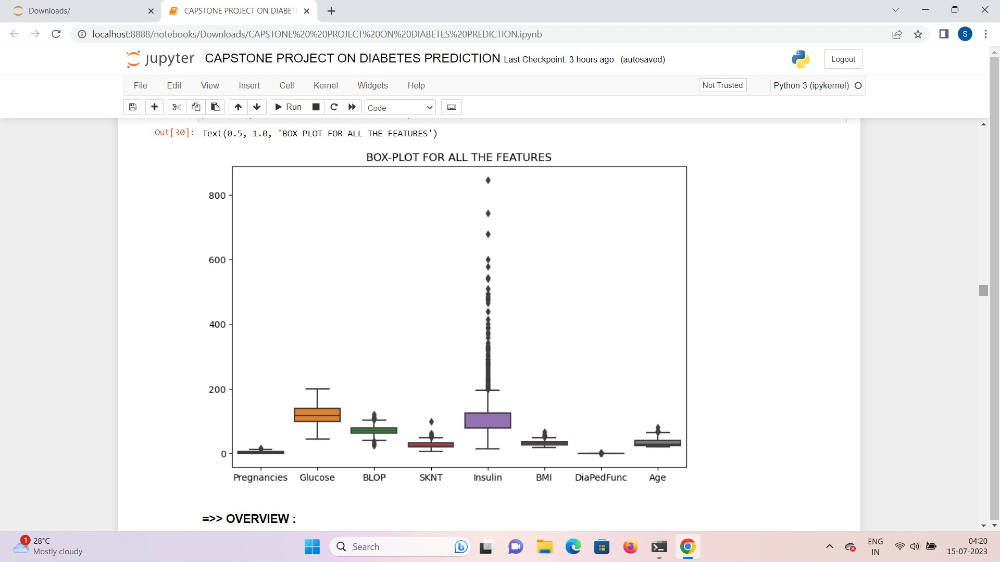 Downloads/
CAPSTONE PROJECT ON DIABET
localhost:8888/notebooks/Downloads/CAPSTONE%20%20PROJECT%20ON%20DIABETES%20PREDICTION.ipynb
S
jupyter CAPSTONE PROJECT ON DIABETES PREDICTION Last Checkpoint: 3 hours ago (autosaved)
Logout
File Edit View Insert Cell Kernel Widgets Help
Not Trusted
Python 3 (ipykernel)
Run
Code
Out[30]: Text(0.5, 1.0, 'BOX-PLOT FOR ALL THE FEATURES')
BOX-PLOT FOR ALL THE FEATURES
800
600
400
200
0
Pregnancies Glucose BLOP SKNT Insulin BMI DiaPedFunc Age
=>> OVERVIEW :
1
28°C
Mostly cloudy
Search
ENG
IN
04:20
15-07-2023